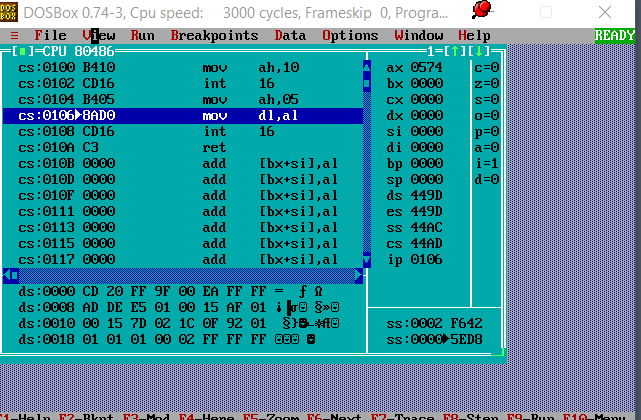 DOSBox 0.74-3, Cpu speed: 3000 cycles, Frameskip 0, Progra...
≡ File View Run Breakpoints Data Options Window Help READY
[■]=CPU 80486 1=[↑][↓]
cs:0100 B410 mov ah,10 ax 0574 c=0
cs:0102 CD16 int 16 bx 0000 z=0
cs:0104 B405 mov ah,05 cx 0000 s=0
cs:0106►8AD0 mov dl,al dx 0000 o=0
cs:0108 CD16 int 16 si 0000 p=0
cs:010A C3 ret di 0000 a=0
cs:010B 0000 add [bx+si],al bp 0000 i=1
cs:010D 0000 add [bx+si],al sp 0000 d=0
cs:010F 0000 add [bx+si],al ds 449D
cs:0111 0000 add [bx+si],al es 449D
cs:0113 0000 add [bx+si],al ss 44AC
cs:0115 0000 add [bx+si],al cs 44AD
cs:0117 0000 add [bx+si],al ip 0106
ds:0000 CD 20 FF 9F 00 EA FF FF = ƒ Ω
ds:0008 AD DE E5 01 00 15 AF 01 ss:0002 F642
ds:0010 00 15 7D 02 1C 0F 92 01 ss:0000►5ED8
ds:0018 01 01 01 00 02 FF FF FF
F1-Help F2-Bkpt F3-Mod F4-Here F5-Zoom F6-Next F7-Trace F8-Step F9-Run F10-Menu